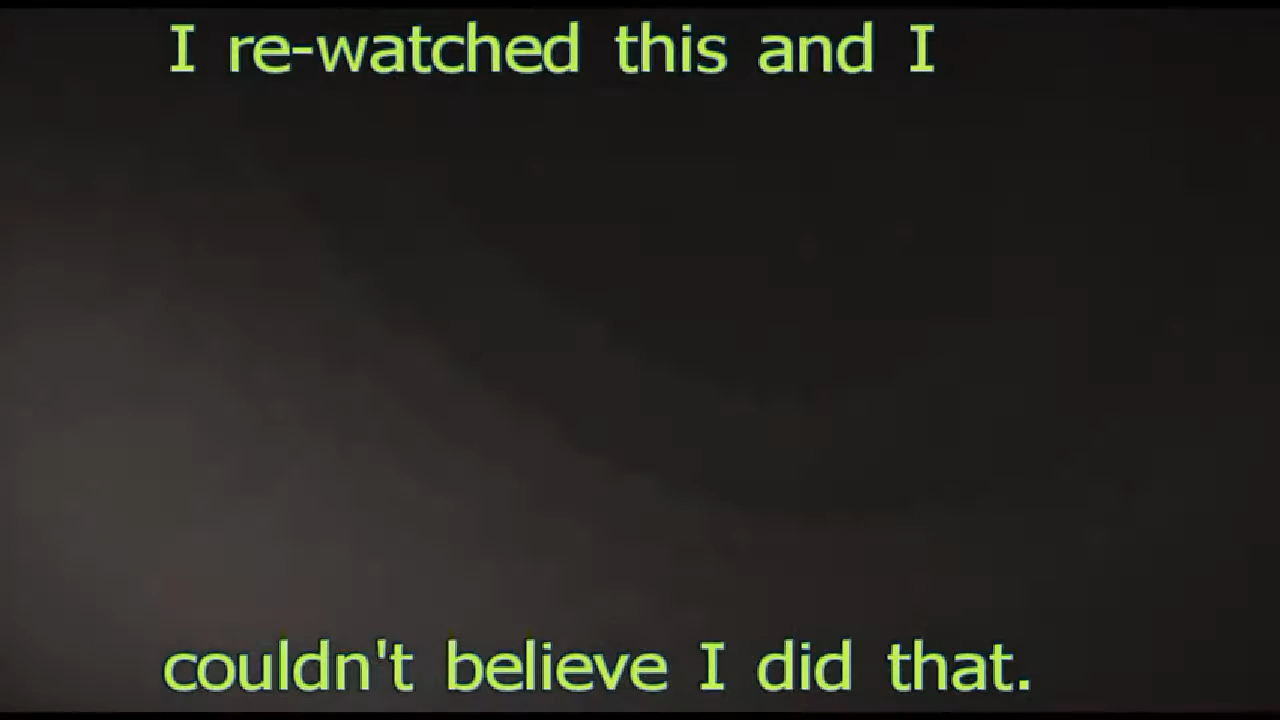 I re-watched this and I
couldn't believe I did that.